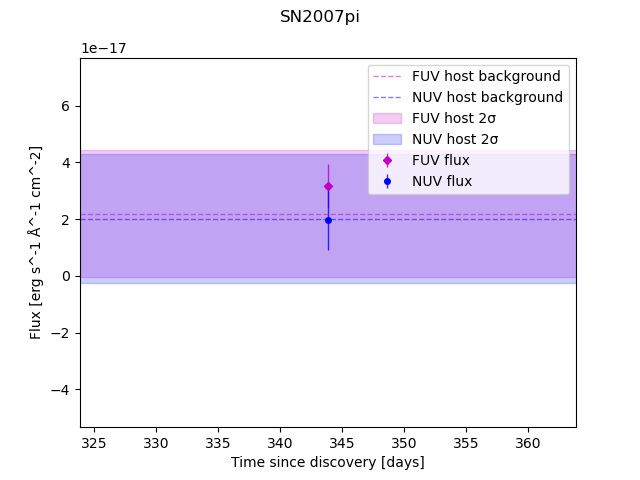 SN2007pi
1e−17
FUV host background
NUV host background
FUV host 2σ
NUV host 2σ
FUV flux
NUV flux
6
4
2
0
−2
−4
Flux [erg s^-1 Å^-1 cm^-2]
325 330 335 340 345 350 355 360
Time since discovery [days]